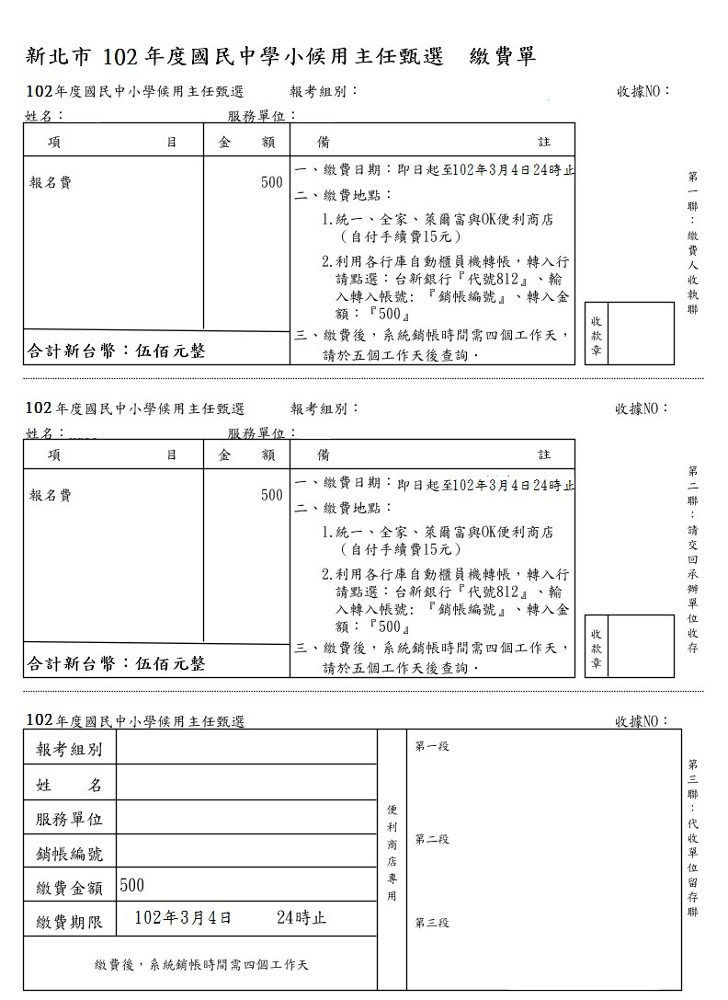 新北市 102 年度國民中學小候用主任甄選　繳費單
102年度國民中小學候用主任甄選　報考組別：　收據NO：
姓名：　服務單位：
項　目　金　額　備　註
報名費　500
一、繳費日期：即日起至102年3月4日24時止
二、繳費地點：
1.統一、全家、萊爾富與OK便利商店
（自付手續費15元）
2.利用各行庫自動櫃員機轉帳，轉入行
請點選：台新銀行『代號812』、輸
入轉入帳號：『銷帳編號』、轉入金
額：『500』
三、繳費後，系統銷帳時間需四個工作天，
請於五個工作天後查詢．
合計新台幣：伍佰元整
收款章
第一聯：繳費人收執聯
102年度國民中小學候用主任甄選　報考組別：　收據NO：
姓名：　服務單位：
項　目　金　額　備　註
報名費　500
一、繳費日期：即日起至102年3月4日24時止
二、繳費地點：
1.統一、全家、萊爾富與OK便利商店
（自付手續費15元）
2.利用各行庫自動櫃員機轉帳，轉入行
請點選：台新銀行『代號812』、輸
入轉入帳號：『銷帳編號』、轉入金
額：『500』
三、繳費後，系統銷帳時間需四個工作天，
請於五個工作天後查詢．
合計新台幣：伍佰元整
收款章
第二聯：請交回承辦單位收存
102年度國民中小學候用主任甄選　收據NO：
報考組別
姓　名
服務單位
銷帳編號
繳費金額　500
繳費期限　102年3月4日　24時止
繳費後，系統銷帳時間需四個工作天
便利商店專用
第一段
第二段
第三段
第三聯：代收單位留存聯